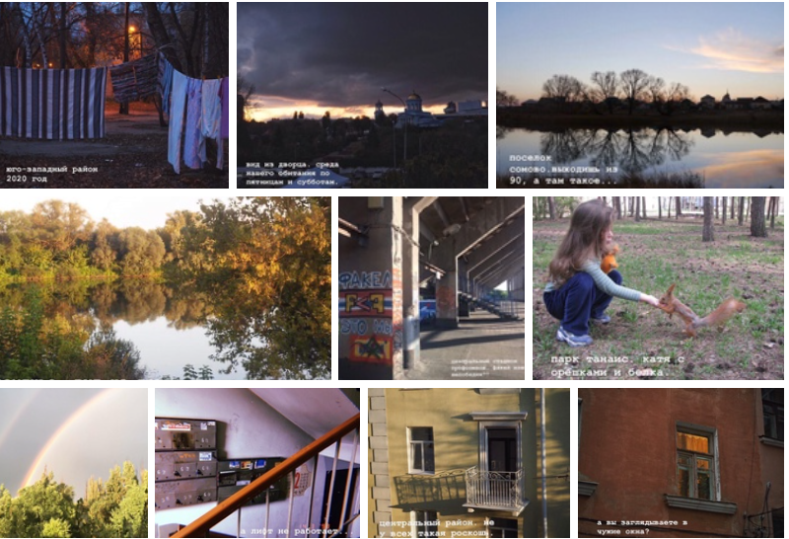 юго-западный район
2020 год
вид из дворца. среда
нашего обитания по
пятницам и субботам.
поселок
сомово.выходишь из
90, а там такое...
ФАКЕЛ
центральный стадион
парк танаис. катя с
орешками и белка.
а лифт не работает...
центральный район. не
у всех такая роскошь.
а вы заглядываете в
чужие окна?